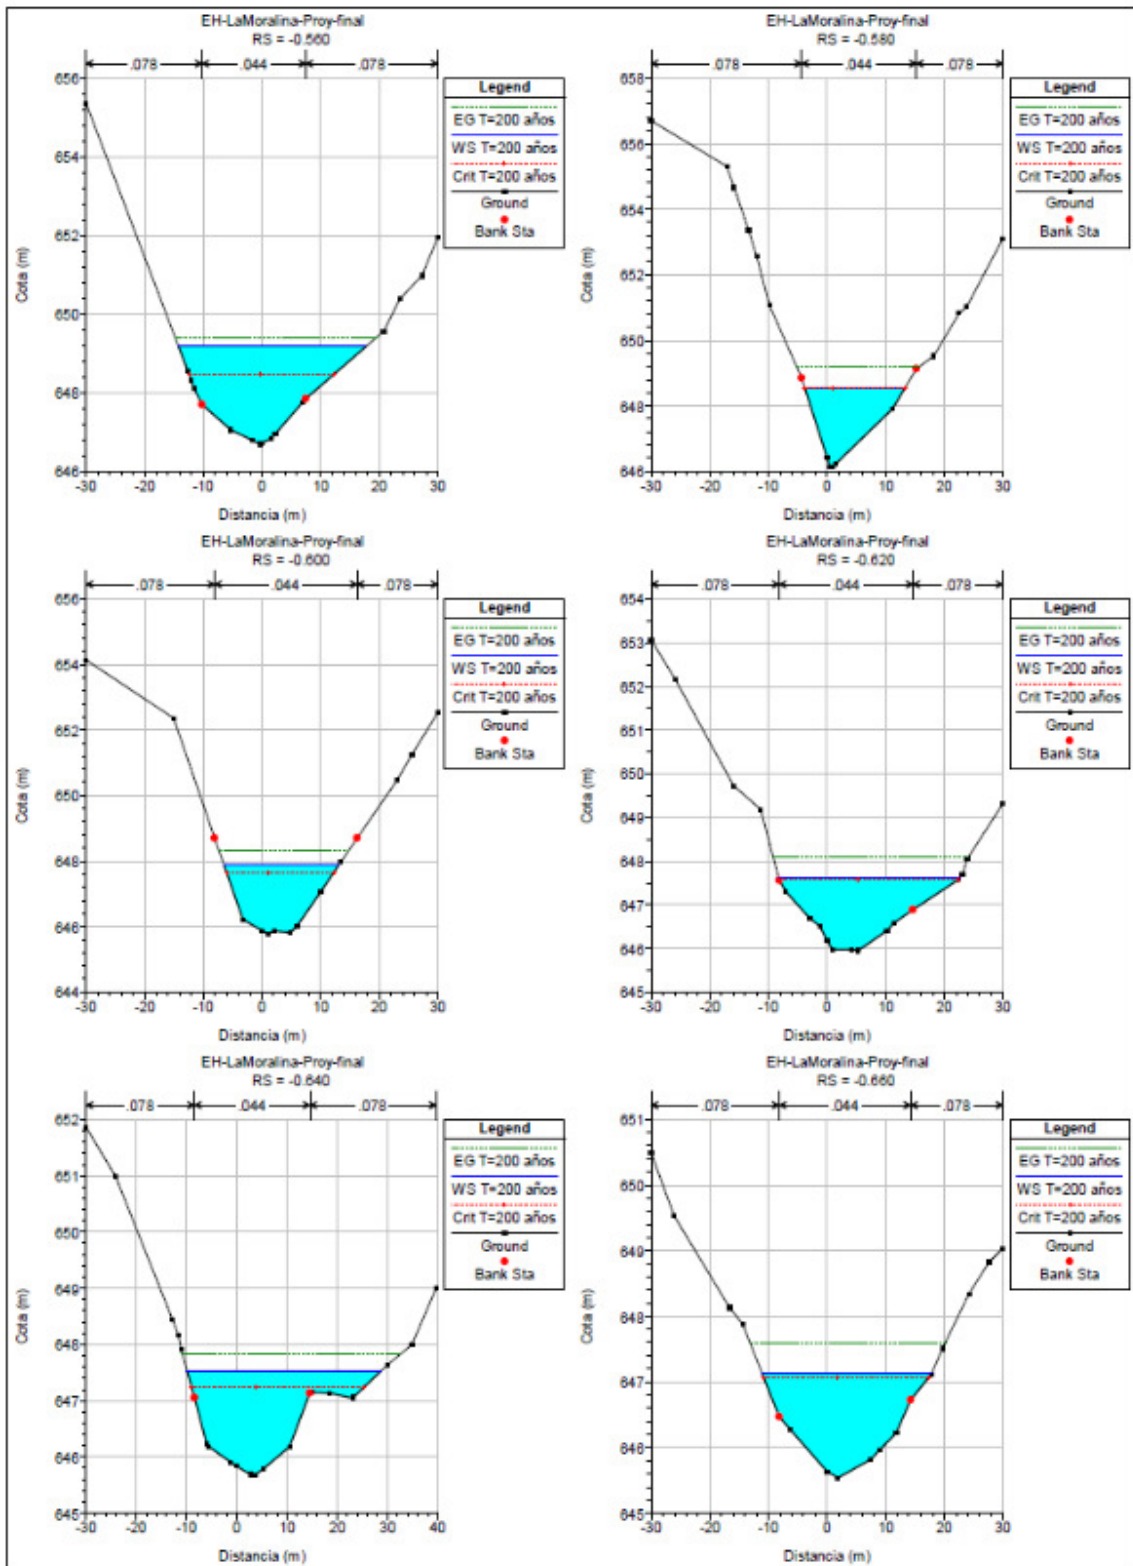 EH-LaMoralina-Proy-final
RS = -0.560
.078 .044 .078
Legend
EG T=200 años
WS T=200 años
Crit T=200 años
Ground
Bank Sta
Cota (m)
656
654
652
650
648
646
-30 -20 -10 0 10 20 30
Distancia (m)
EH-LaMoralina-Proy-final
RS = -0.580
.078 .044 .078
Legend
EG T=200 años
WS T=200 años
Crit T=200 años
Ground
Bank Sta
Cota (m)
658
656
654
652
650
648
646
-30 -20 -10 0 10 20 30
Distancia (m)
EH-LaMoralina-Proy-final
RS = -0.600
.078 .044 .078
Legend
EG T=200 años
WS T=200 años
Crit T=200 años
Ground
Bank Sta
Cota (m)
656
654
652
650
648
646
644
-30 -20 -10 0 10 20 30
Distancia (m)
EH-LaMoralina-Proy-final
RS = -0.620
.078 .044 .078
Legend
EG T=200 años
WS T=200 años
Crit T=200 años
Ground
Bank Sta
Cota (m)
654
653
652
651
650
649
648
647
646
645
-30 -20 -10 0 10 20 30
Distancia (m)
EH-LaMoralina-Proy-final
RS = -0.640
.078 .044 .078
Legend
EG T=200 años
WS T=200 años
Crit T=200 años
Ground
Bank Sta
Cota (m)
652
651
650
649
648
647
646
645
-30 -20 -10 0 10 20 30 40
Distancia (m)
EH-LaMoralina-Proy-final
RS = -0.660
.078 .044 .078
Legend
EG T=200 años
WS T=200 años
Crit T=200 años
Ground
Bank Sta
Cota (m)
651
650
649
648
647
646
645
-30 -20 -10 0 10 20 30
Distancia (m)